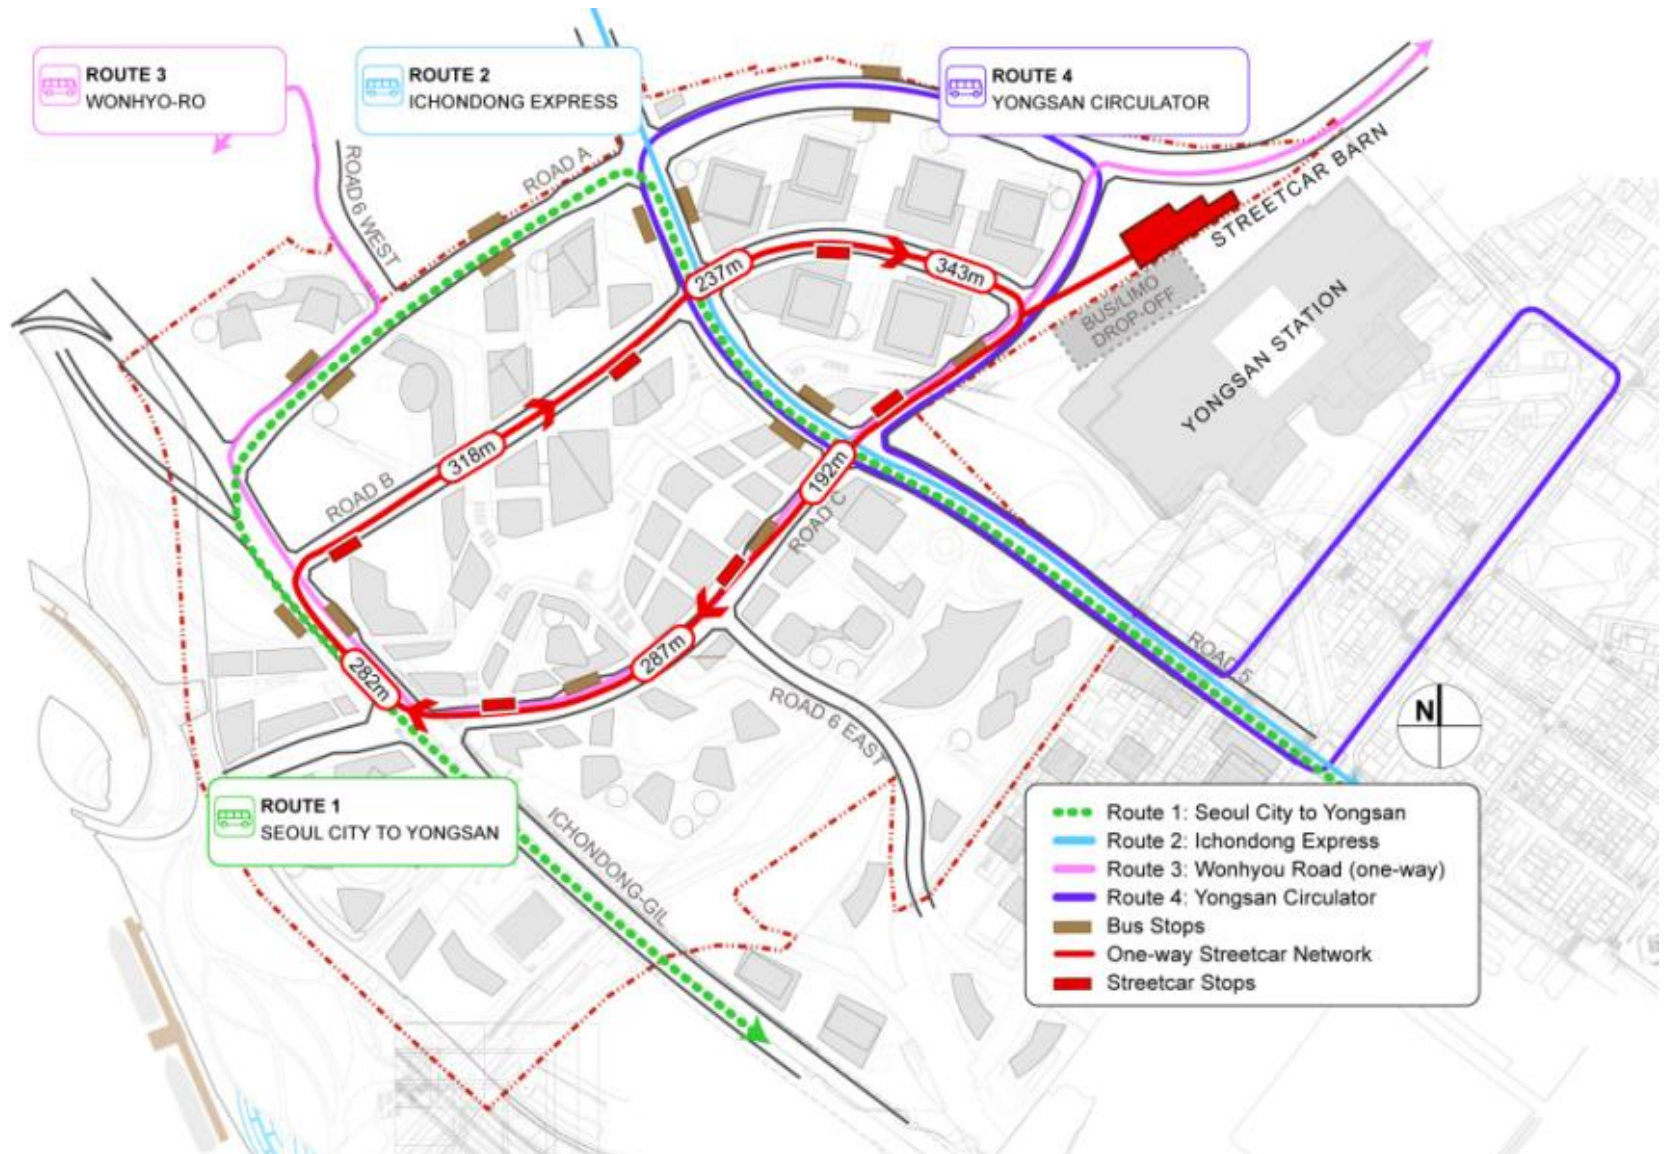 ROUTE 3
WONHYO-RO
ROUTE 2
ICHONDONG EXPRESS
ROUTE 4
YONGSAN CIRCULATOR
ROAD6 WEST
ROAD A
STREETCAR BARN
237m
343m
BUS/LIMO
DROP-OFF
YONGSAN STATION
318m
ROAD B
192m
ROAD C
287m
282m
ROAD 5
ROAD 6 EAST
N
ROUTE 1
SEOUL CITY TO YONGSAN
ICHONDONG-GIL
Route 1: Seoul City to Yongsan
Route 2: Ichondong Express
Route 3: Wonhyou Road (one-way)
Route 4: Yongsan Circulator
Bus Stops
One-way Streetcar Network
Streetcar Stops